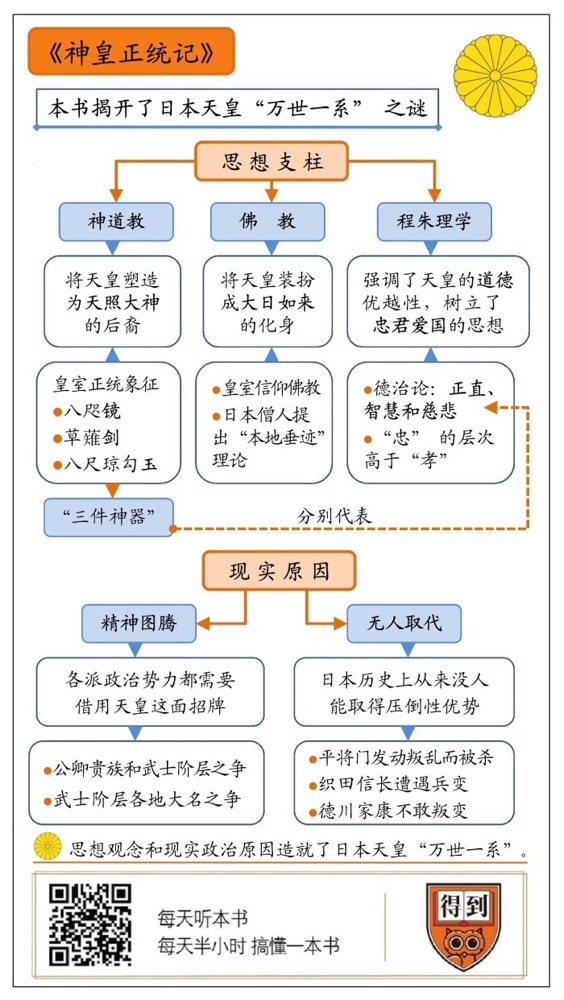 《神皇正统记》
本书揭开了日本天皇“万世一系” 之谜
思想支柱
神道教
佛 教
程朱理学
将天皇塑造
为天照大神
的后裔
将天皇装扮
成大日如来
的化身
强调了天皇的道德
优越性，树立了
忠君爱国的思想
皇室正统象征
●八咫镜
●草薙剑
●八尺琼勾玉
●皇室信仰佛教
●日本僧人提
出“本地垂迹”
理论
●德治论：正直、
智慧和慈悲
●“忠” 的层次
高于“孝”
“三件神器”
分别代表
现实原因
精神图腾
无人取代
各派政治势力都需要
借用天皇这面招牌
日本历史上从来没人
能取得压倒性优势
●公卿贵族和武士阶层之争
●武士阶层各地大名之争
●平将门发动叛乱而被杀
●织田信长遭遇兵变
●德川家康不敢叛变
思想观念和现实政治原因造就了日本天皇“万世一系”。
每天听本书
每天半小时 搞懂一本书
得到